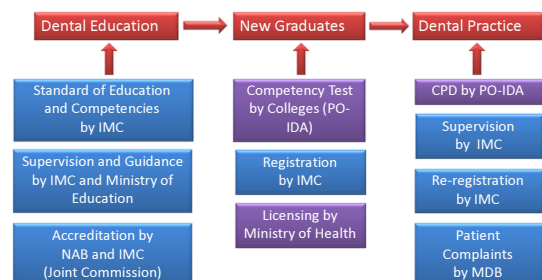 Dental Education
New Graduates
Dental Practice
Standard of Education
and Competencies
by IMC
Supervision and Guidance
by IMC and Ministry of
Education
Accreditation by
NAB and IMC
(Joint Commission)
Competency Test
by Colleges (PO-
IDA)
Registration
by IMC
Licensing by
Ministry of Health
CPD by PO-IDA
Supervision
by IMC
Re-registration
by IMC
Patient
Complaints
by MDB